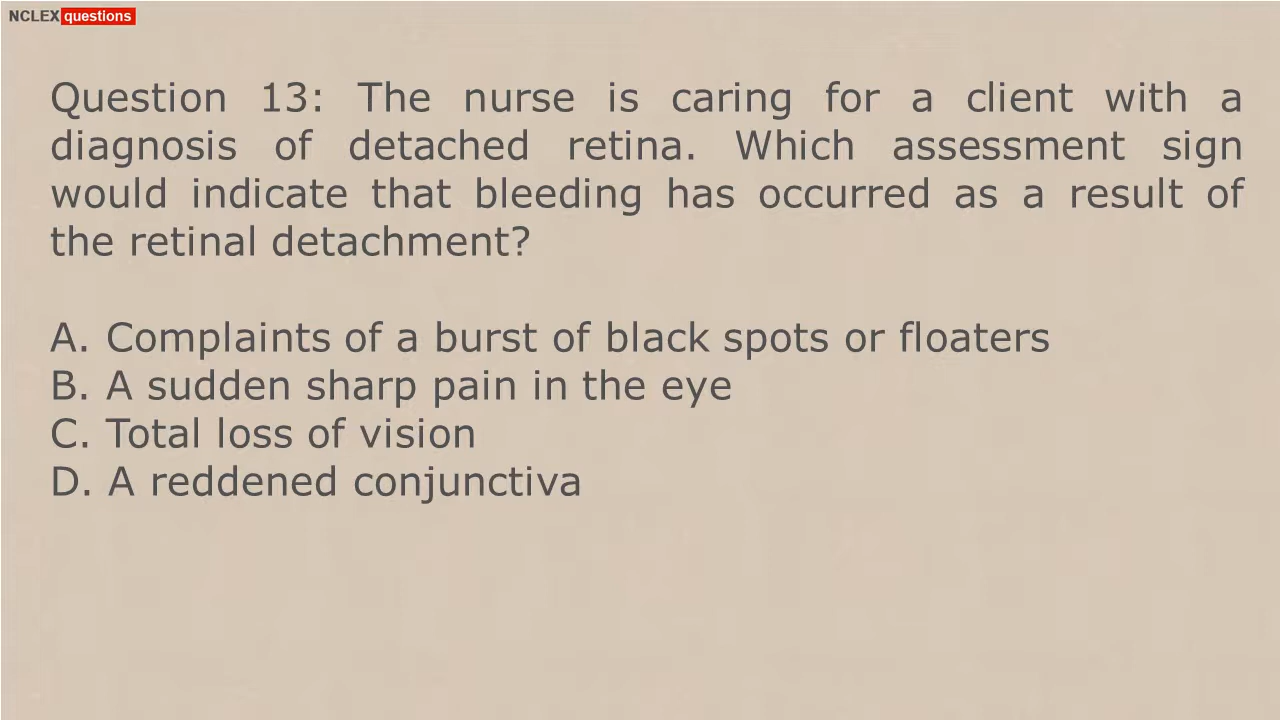 NCLEX questions
Question 13: The nurse is caring for a client with a
diagnosis of detached retina. Which assessment sign
would indicate that bleeding has occurred as a result of
the retinal detachment?
A. Complaints of a burst of black spots or floaters
B. A sudden sharp pain in the eye
C. Total loss of vision
D. A reddened conjunctiva